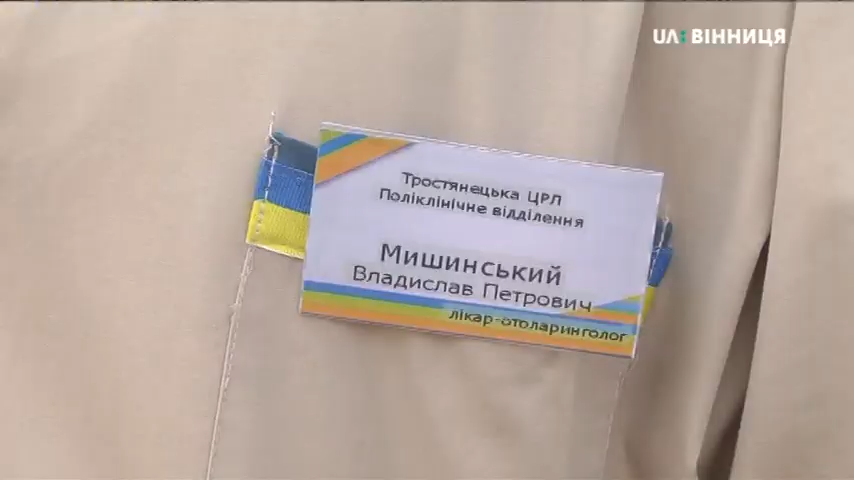 UA: ВІННИЦЯ
Тростянецька ЦРЛ
Поліклінічне відділення
Мишинський
Владислав Петрович
лікар-отоларинголог